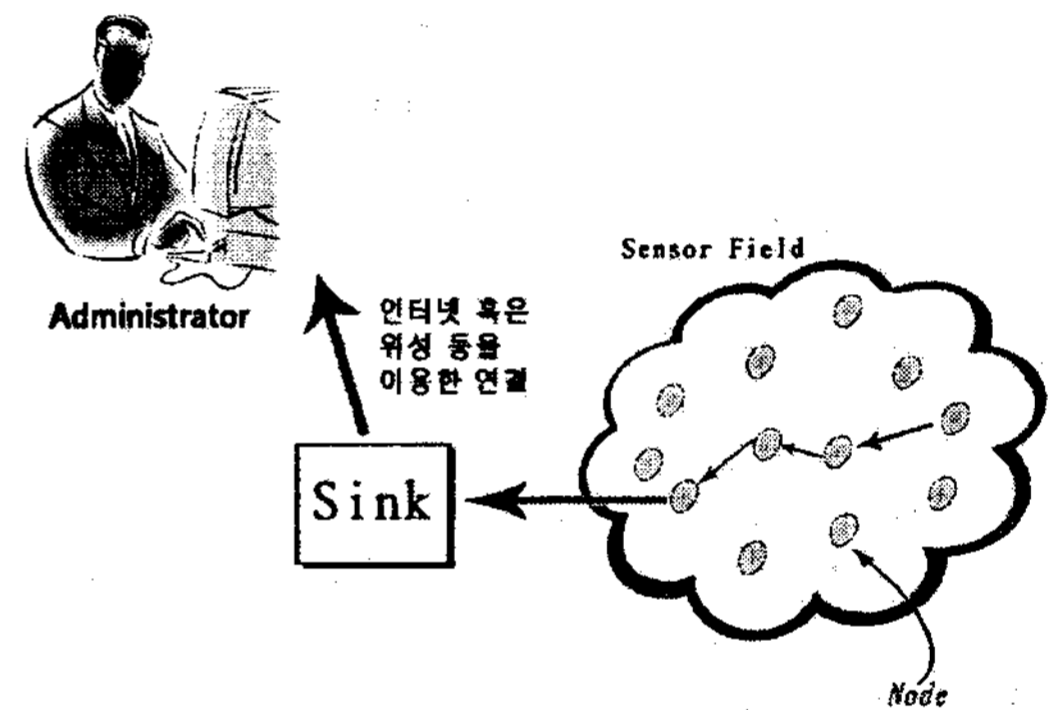 Administrator
인터넷 혹은
위성 등을
이용한 연결
Sensor Field
Sink
Node